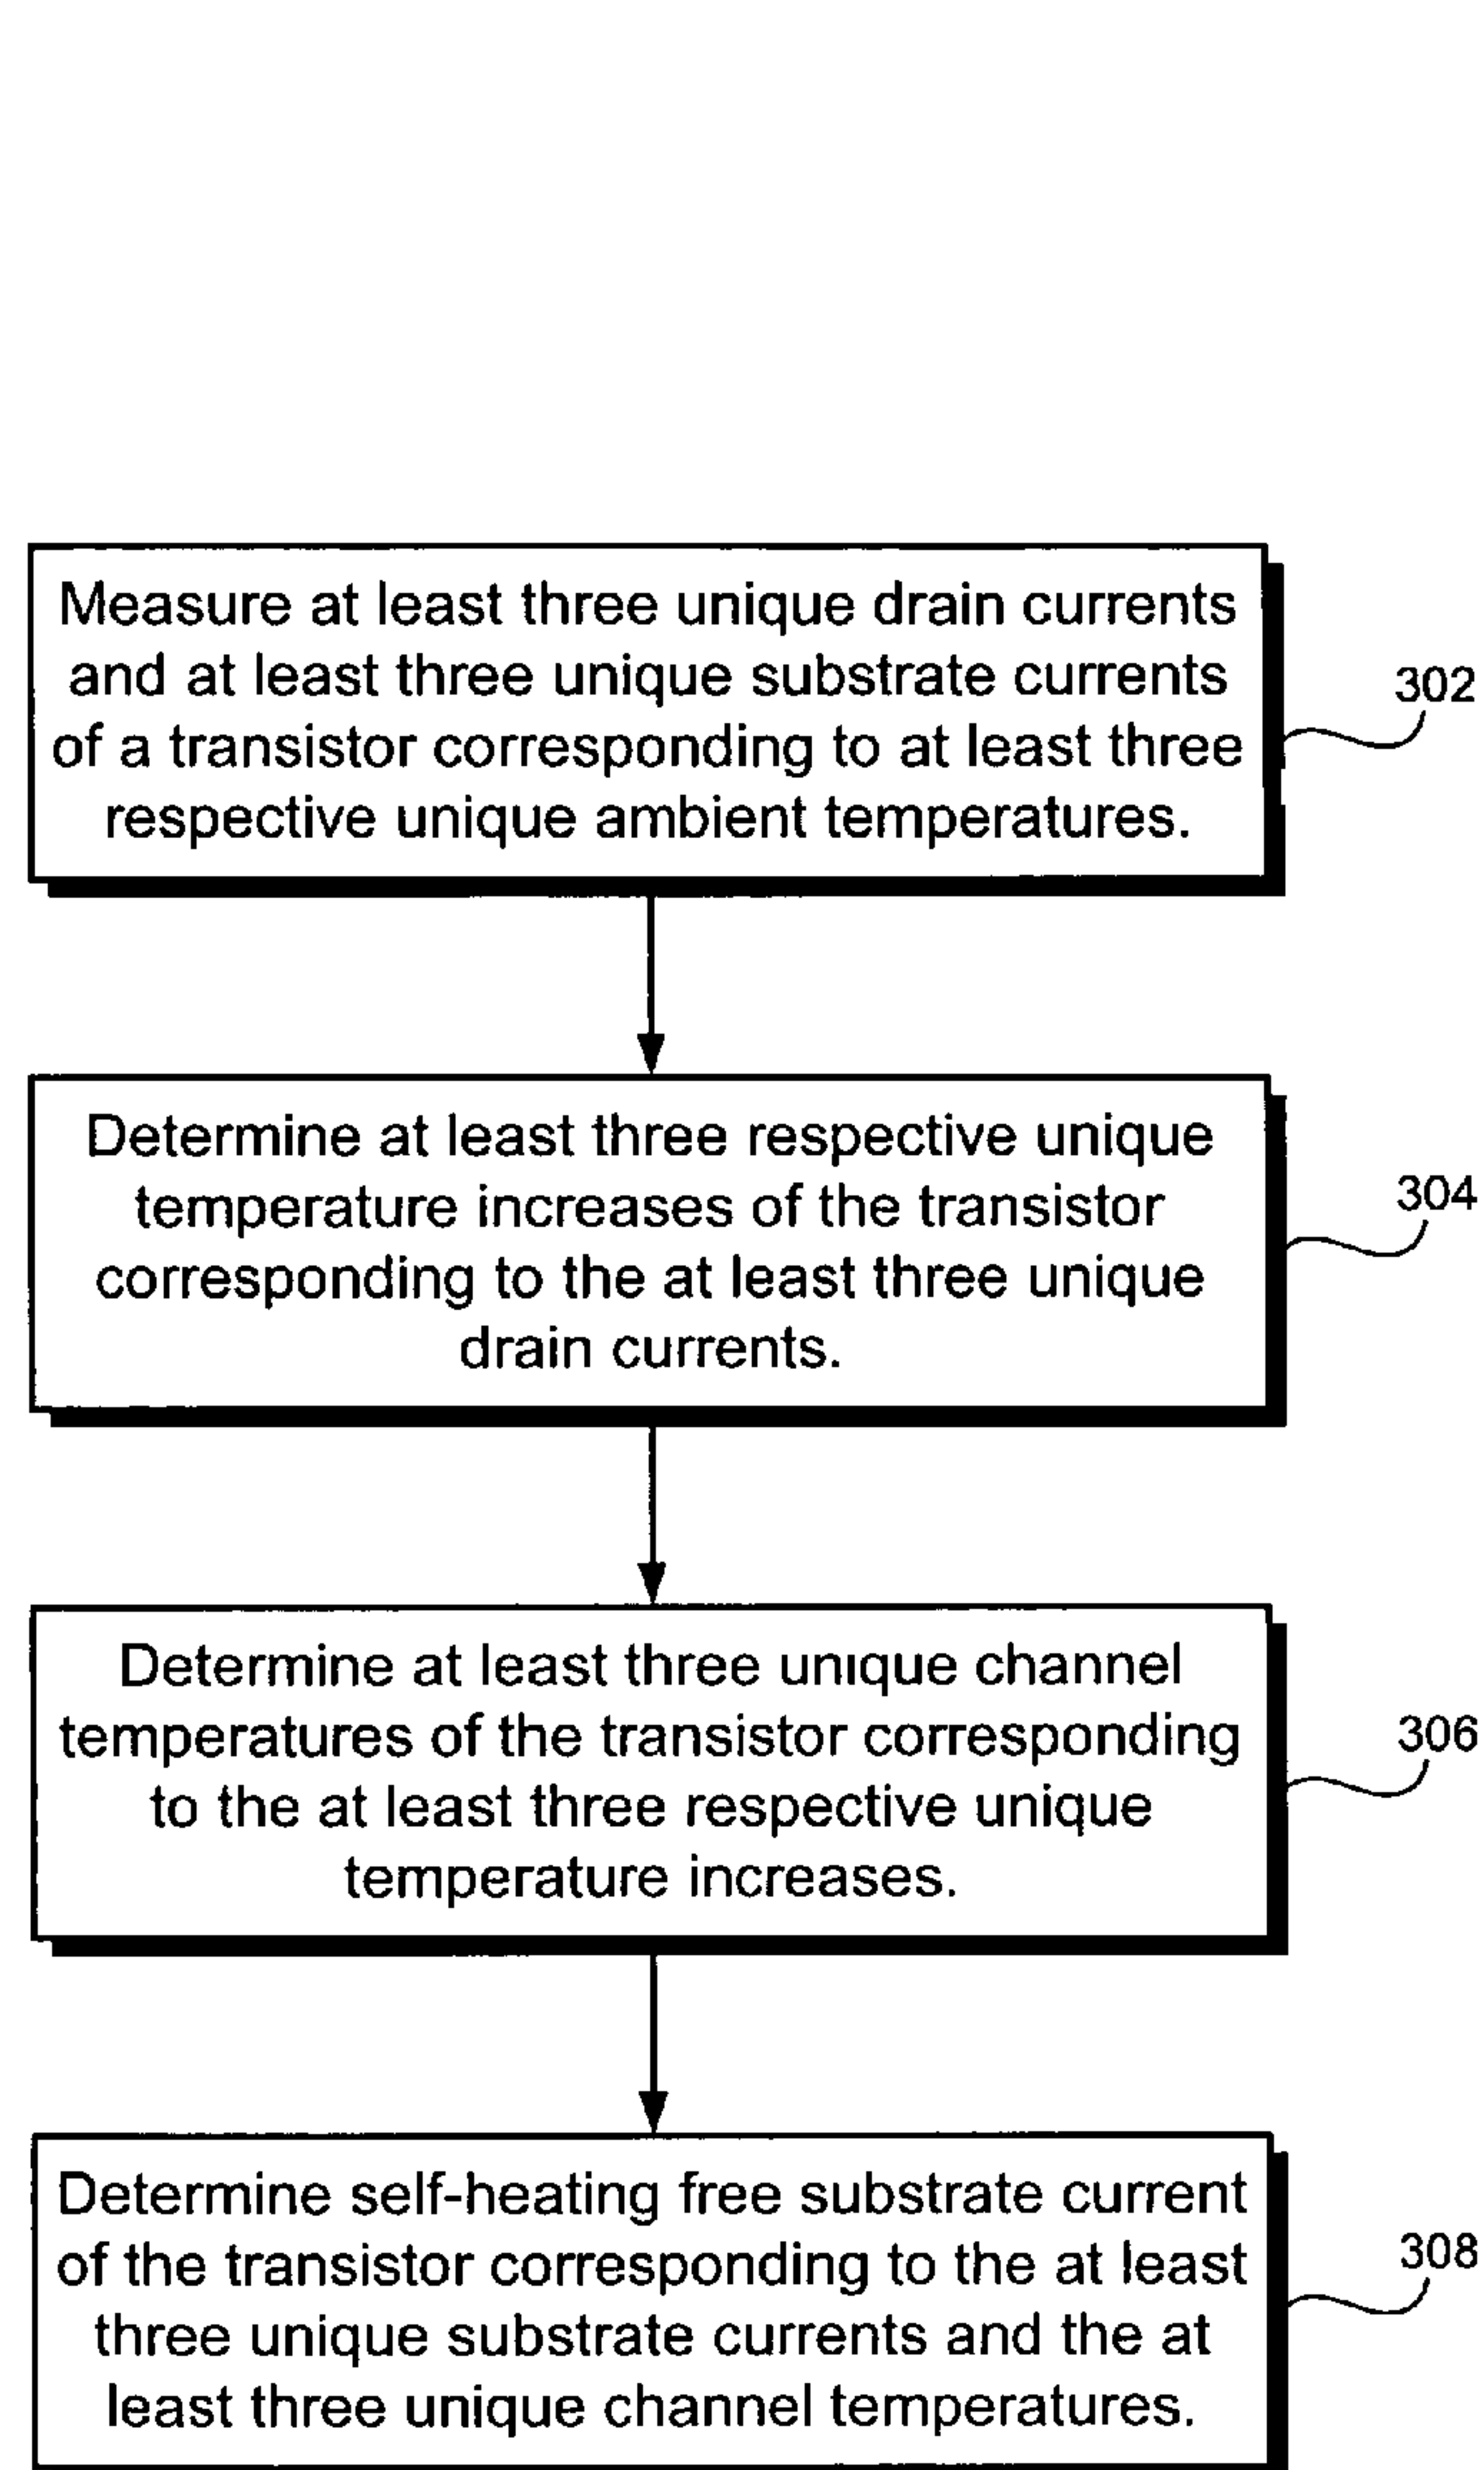 Measure at least three unique drain currents
and at least three unique substrate currents
of a transistor corresponding to at least three
respective unique ambient temperatures.
302
Determine at least three respective unique
temperature increases of the transistor
corresponding to the at least three unique
drain currents.
304
Determine at least three unique channel
temperatures of the transistor corresponding
to the at least three respective unique
temperature increases.
306
Determine self-heating free substrate current
of the transistor corresponding to the at least
three unique substrate currents and the at
least three unique channel temperatures.
308